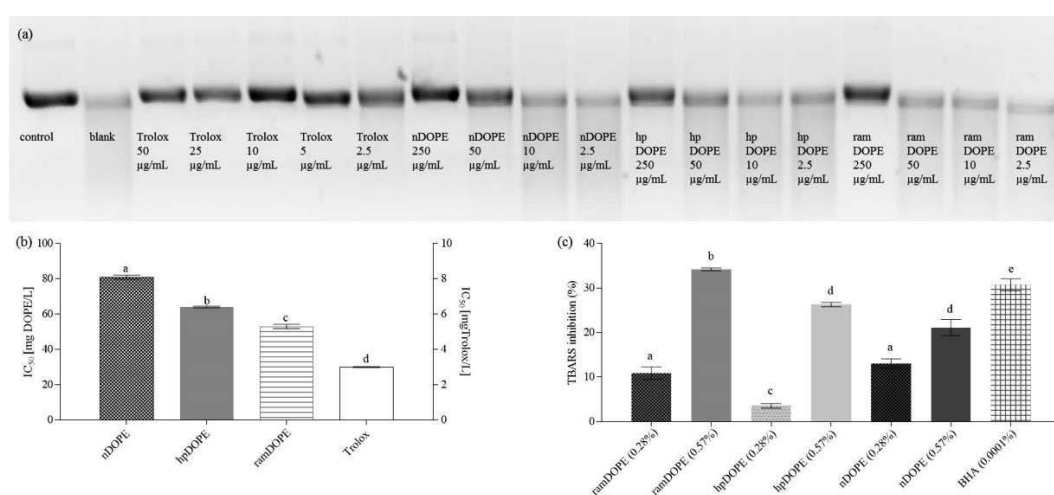 (a)
control
blank
Trolox
50
µg/mL
Trolox
25
µg/mL
Trolox
10
µg/mL
Trolox
5
µg/mL
Trolox
2.5
µg/mL
nDOPE
250
µg/mL
nDOPE
50
µg/mL
nDOPE
10
µg/mL
nDOPE
2.5
µg/mL
hp
DOPE
250
µg/mL
hp
DOPE
50
µg/mL
hp
DOPE
10
µg/mL
hp
DOPE
2.5
µg/mL
ram
DOPE
250
µg/mL
ram
DOPE
50
µg/mL
ram
DOPE
10
µg/mL
ram
DOPE
2.5
µg/mL
(b)
IC50 [mg DOPE/L]
100
80
60
40
20
0
a
b
c
d
10
8
6
4
2
0
IC50 [mgTrolox/L]
nDOPE
hpDOPE
ramDOPE
Trolox
(c)
TBARS inhibition (%)
40
30
20
10
0
a
b
c
d
a
d
e
ramDOPE (0.28%)
ramDOPE (0.57%)
hpDOPE (0.28%)
hpDOPE (0.57%)
nDOPE (0.28%)
nDOPE (0.57%)
BHA (0.0001%)